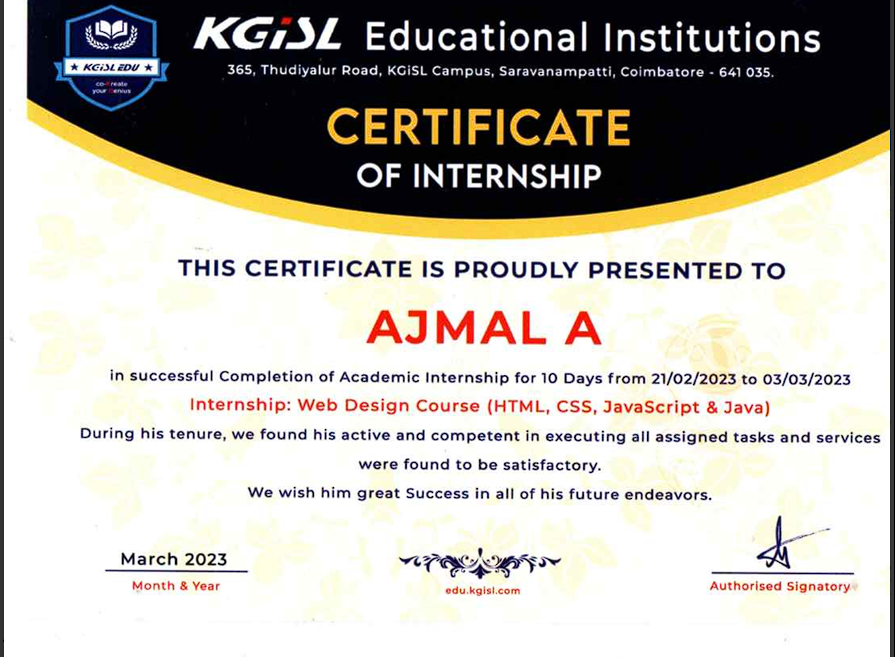 KGiSL Educational Institutions
365, Thudiyalur Road, KGiSL Campus, Saravanampatti, Coimbatore - 641 035.
★ KGiSL EDU ★
co-Kreate
your Genius
CERTIFICATE
OF INTERNSHIP
THIS CERTIFICATE IS PROUDLY PRESENTED TO
AJMAL A
in successful Completion of Academic Internship for 10 Days from 21/02/2023 to 03/03/2023
Internship: Web Design Course (HTML, CSS, JavaScript & Java)
During his tenure, we found his active and competent in executing all assigned tasks and services
were found to be satisfactory.
We wish him great Success in all of his future endeavors.
March 2023
Month & Year
edu.kgisl.com
Authorised Signatory